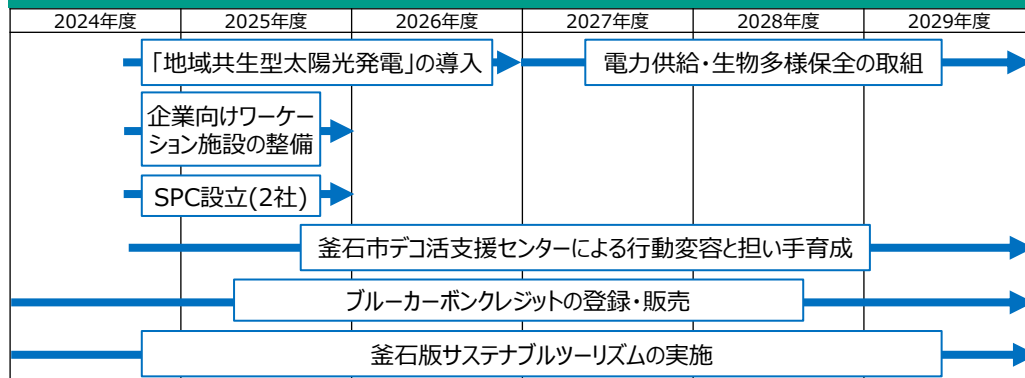 2024年度 2025年度 2026年度 2027年度 2028年度 2029年度
「地域共生型太陽光発電」の導入 電力供給・生物多様保全の取組
企業向けワーケー
ション施設の整備
SPC設立(2社)
釜石市デコ活支援センターによる行動変容と担い手育成
ブルーカーボンクレジットの登録・販売
釜石版サステナブルツーリズムの実施